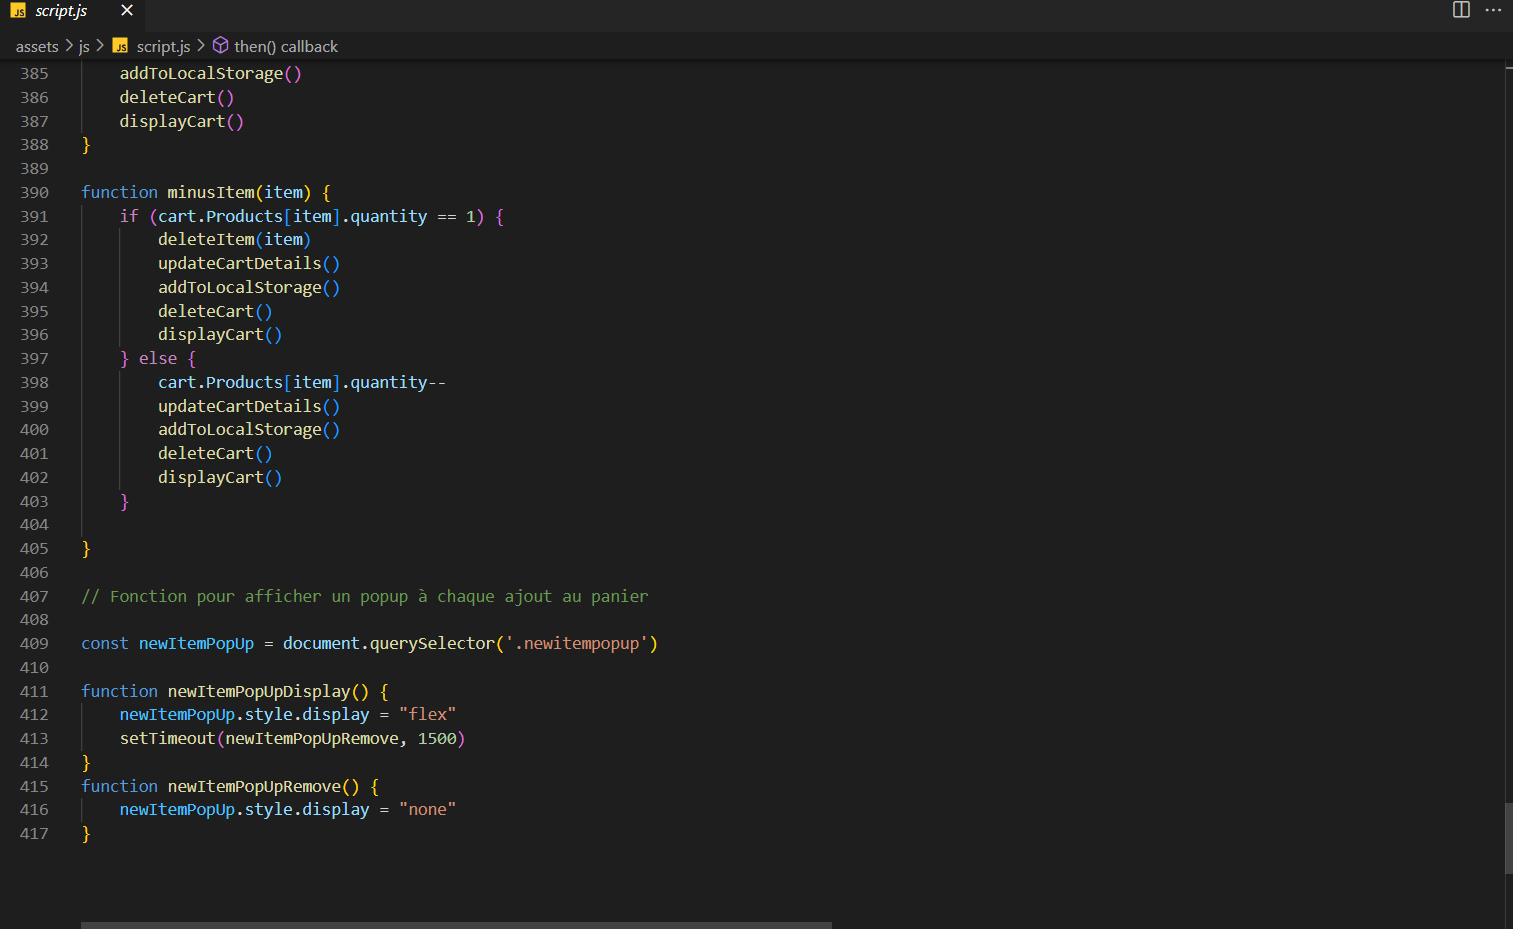 JS script.js ×
assets > js > JS script.js > then() callback
385 addToLocalStorage()
386 deleteCart()
387 displayCart()
388 }
389
390 function minusItem(item) {
391 if (cart.Products[item].quantity == 1) {
392 deleteItem(item)
393 updateCartDetails()
394 addToLocalStorage()
395 deleteCart()
396 displayCart()
397 } else {
398 cart.Products[item].quantity--
399 updateCartDetails()
400 addToLocalStorage()
401 deleteCart()
402 displayCart()
403 }
404
405 }
406
407 // Fonction pour afficher un popup à chaque ajout au panier
408
409 const newItemPopUp = document.querySelector('.newitempopup')
410
411 function newItemPopUpDisplay() {
412 newItemPopUp.style.display = "flex"
413 setTimeout(newItemPopUpRemove, 1500)
414 }
415 function newItemPopUpRemove() {
416 newItemPopUp.style.display = "none"
417 }